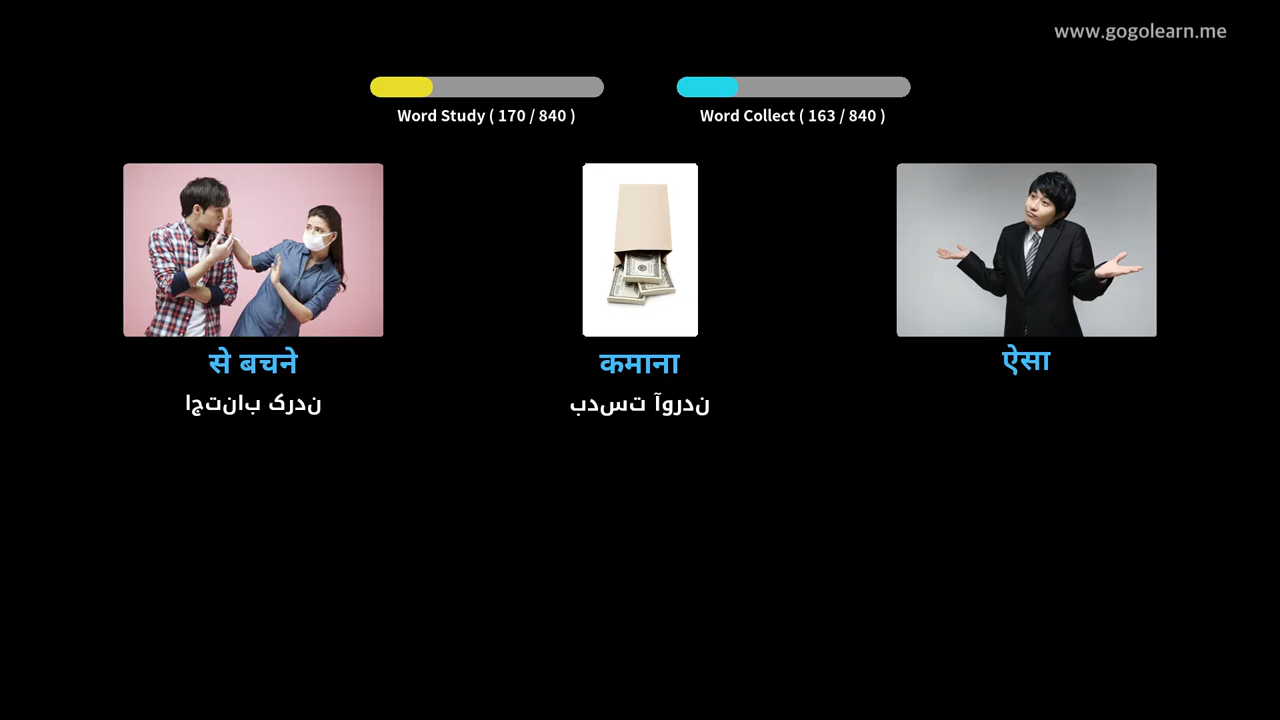 www.gogolearn.me
Word Study ( 170 / 840 )
Word Collect ( 163 / 840 )
से बचने
कमाना
ऐसा
اجتناب کردن
بدست آوردن